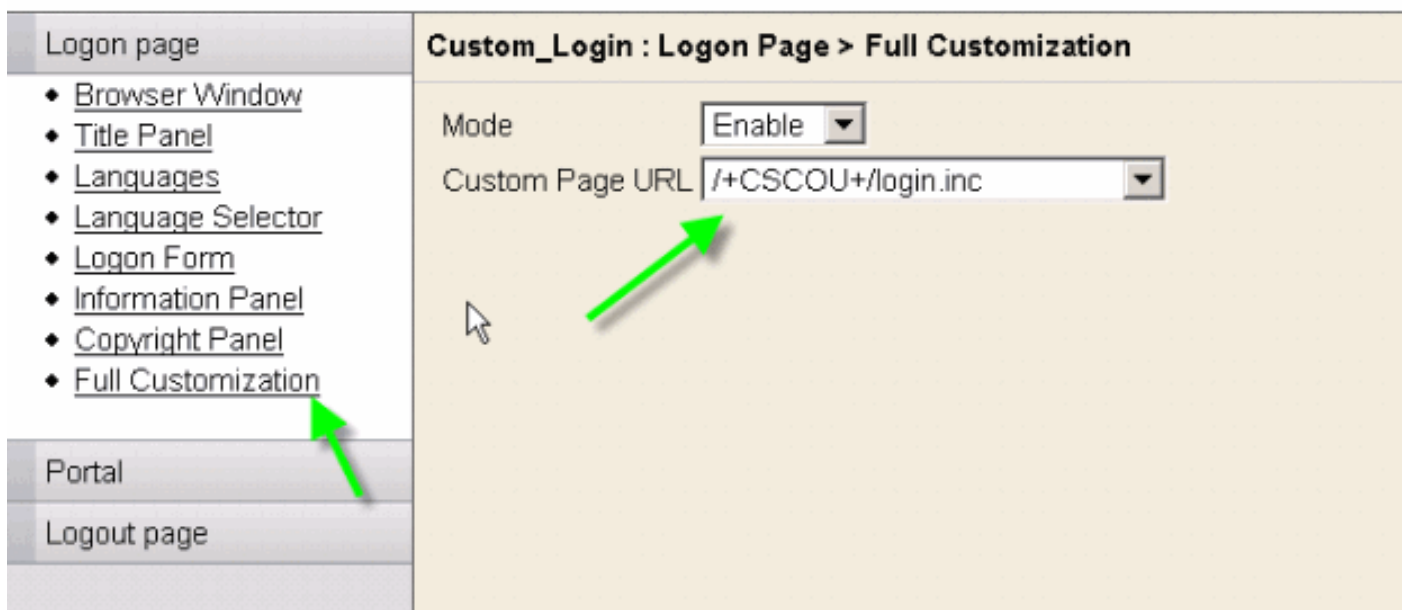 Logon page
Browser Window
Title Panel
Languages
Language Selector
Logon Form
Information Panel
Copyright Panel
Full Customization
Portal
Logout page
Custom_Login : Logon Page > Full Customization
Mode Enable
Custom Page URL /+CSCOU+/login.inc